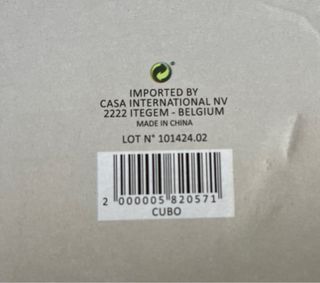 IMPORTED BY
CASA INTERNATIONAL NV
2222 ITEGEM - BELGIUM
MADE IN CHINA
LOT N° 101424.02
2 000005 820571
CUBO